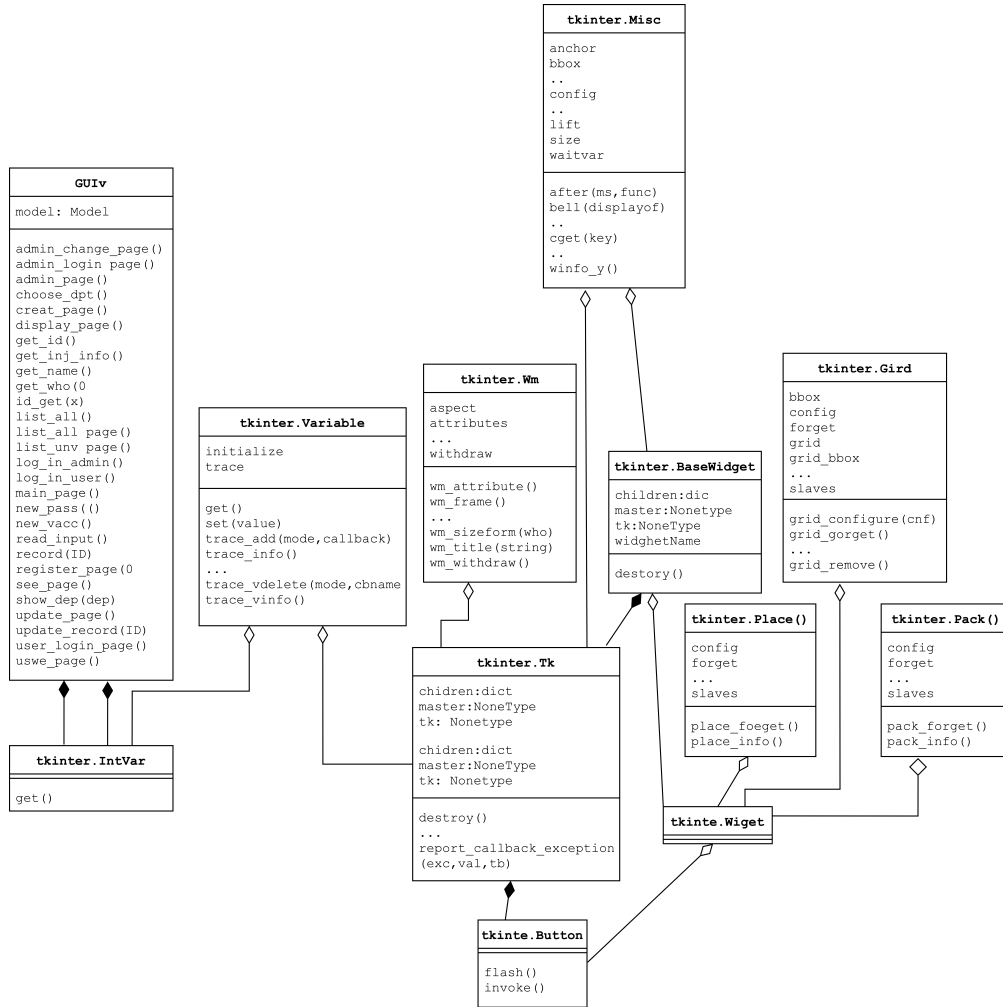 tkinter.Misc
anchor
bbox
..
config
..
lift
size
waitvar
after(ms,func)
bell(displayof)
..
cget(key)
..
winfo_y()
GUIv
model: Model
admin_change_page()
admin_login page()
admin_page()
choose_dpt()
creat_page()
display_page()
get_id()
get_inj_info()
get_name()
get_who(0
id_get(x)
list_all()
list_all page()
list_unv page()
log_in_admin()
log_in_user()
main_page()
new_pass(()
new_vacc()
read_input()
record(ID)
register_page(0
see_page()
show_dep(dep)
update_page()
update_record(ID)
user_login_page()
uswe_page()
tkinter.Variable
initialize
trace
get()
set(value)
trace_add(mode,callback)
trace_info()
...
trace_vdelete(mode,cbname
trace_vinfo()
tkinter.Wm
aspect
attributes
...
withdraw
wm_attribute()
wm_frame()
...
wm_sizeform(who)
wm_title(string)
wm_withdraw()
tkinter.BaseWidget
children:dic
master:Nonetype
tk:NoneType
widghetName
destory()
tkinter.Gird
bbox
config
forget
grid
grid_bbox
...
slaves
grid_configure(cnf)
grid_gorget()
...
grid_remove()
tkinter.Place()
config
forget
...
slaves
place_foeget()
place_info()
tkinter.Pack()
config
forget
...
slaves
pack_forget()
pack_info()
tkinter.Tk
chidren:dict
master:NoneType
tk: Nonetype
children:dict
master:NoneType
tk: Nonetype
destroy()
...
report_callback_exception
(exc,val,tb)
tkinter.IntVar
get()
tkinte.Wiget
tkinte.Button
flash()
invoke()